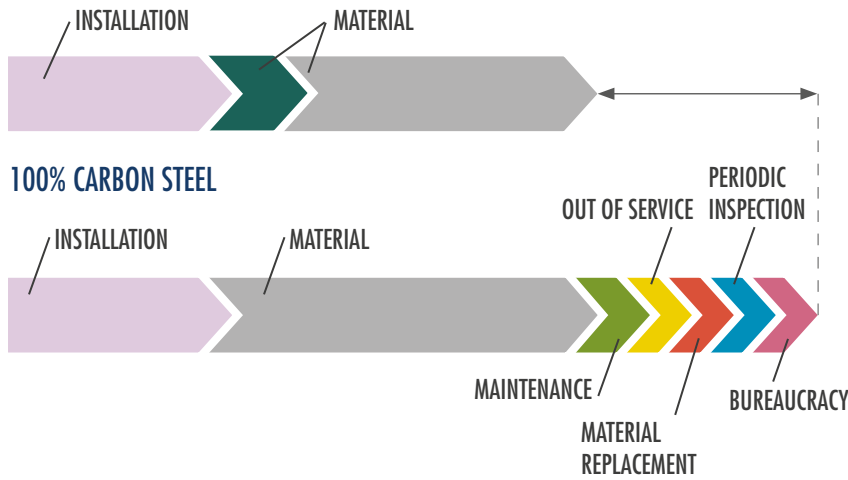 INSTALLATION
MATERIAL
100% CARBON STEEL
PERIODIC
INSPECTION
OUT OF SERVICE
INSTALLATION
MATERIAL
MAINTENANCE
BUREAUCRACY
MATERIAL
REPLACEMENT